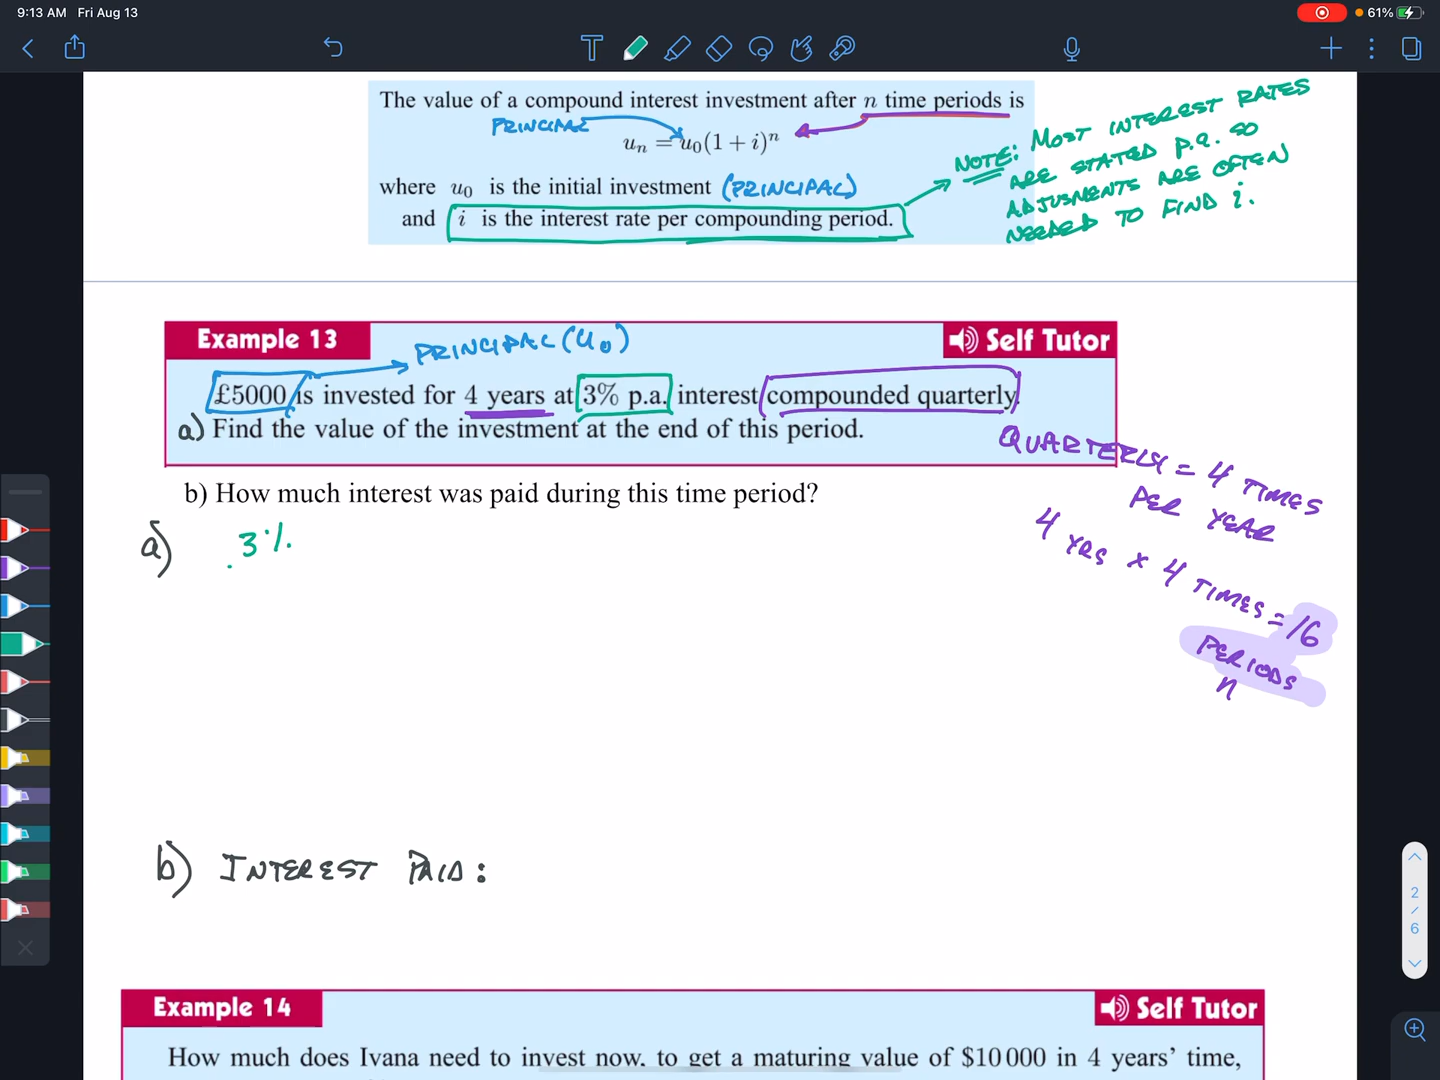 9:13 AM Fri Aug 13
61%
The value of a compound interest investment after n time periods is
PRINCIPAL
uₙ = u₀(1 + i)ⁿ
where u₀ is the initial investment (PRINCIPAL)
and i is the interest rate per compounding period.
NOTE: MOST INTEREST RATES
ARE STATED p.a. SO
ADJUSMENTS ARE OFTEN
NEEDED TO FIND i.
Example 13
PRINCIPAL (u₀)
Self Tutor
£5000 is invested for 4 years at 3% p.a. interest compounded quarterly.
a) Find the value of the investment at the end of this period.
QUARTERLY = 4 TIMES
PER YEAR
b) How much interest was paid during this time period?
4 YRS × 4 TIMES = 16
PERIODS
n
a) 3%
b) INTEREST PAID:
2
/
6
Example 14
Self Tutor
How much does Ivana need to invest now, to get a maturing value of $10 000 in 4 years' time,